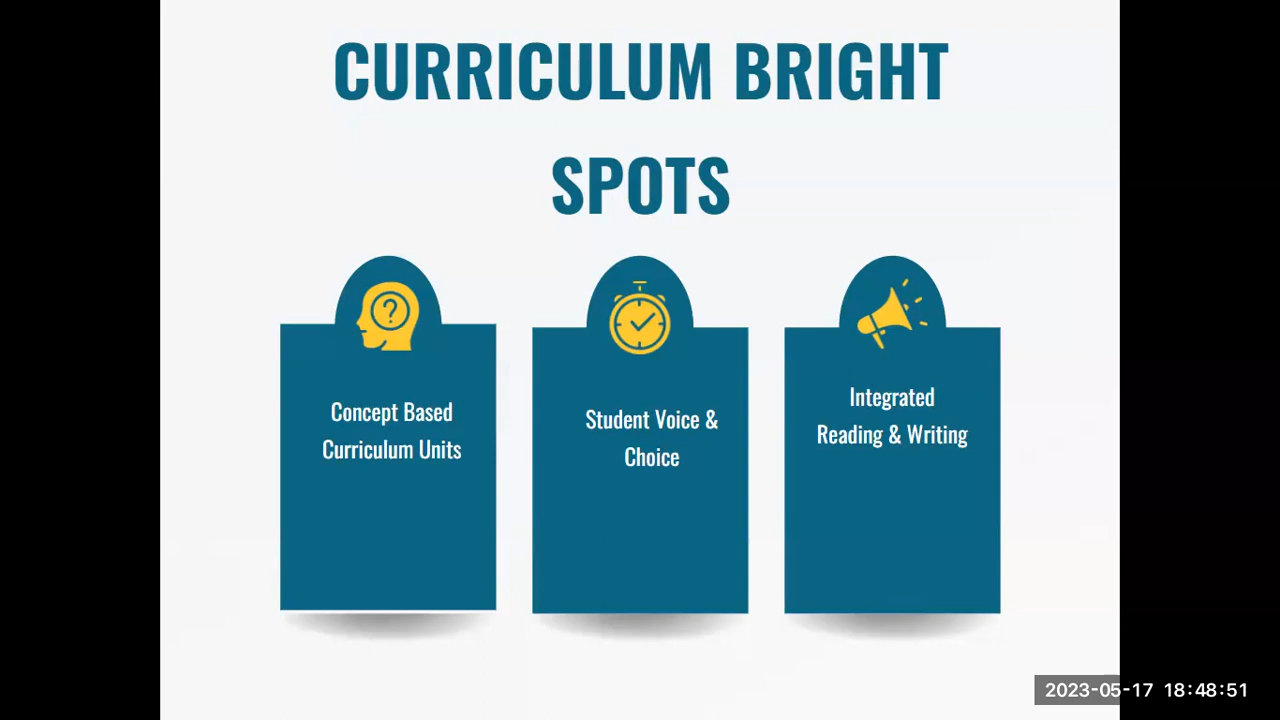 CURRICULUM BRIGHT
SPOTS
Concept Based
Curriculum Units
Student Voice &
Choice
Integrated
Reading & Writing
2023-05-17 18:48:51